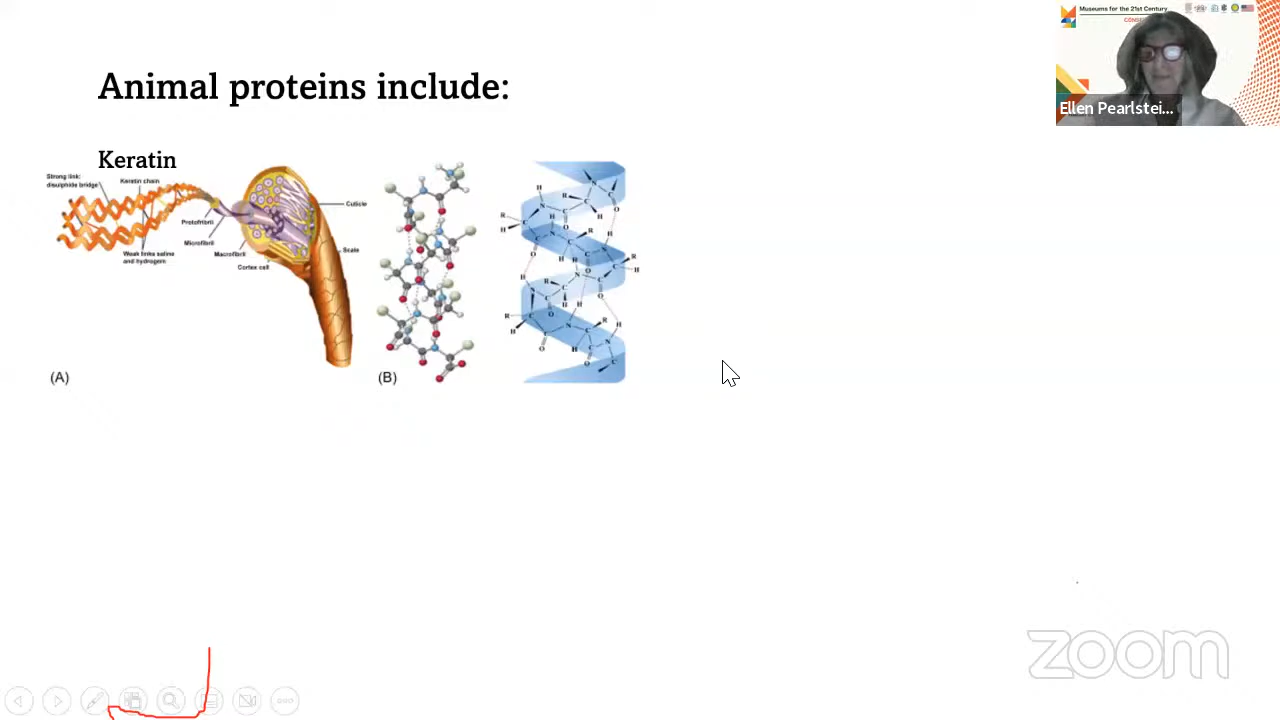 Museums for the 21st Century
Ellen Pearlstei...
Animal proteins include:
Keratin
Strong link:
disulphide bridge
Keratin chain
Protofribril
Microfibril
Macrofibril
Cortex cell
Weak links saline
and hydrogen
Cuticle
Scale
(A)
(B)
zoom